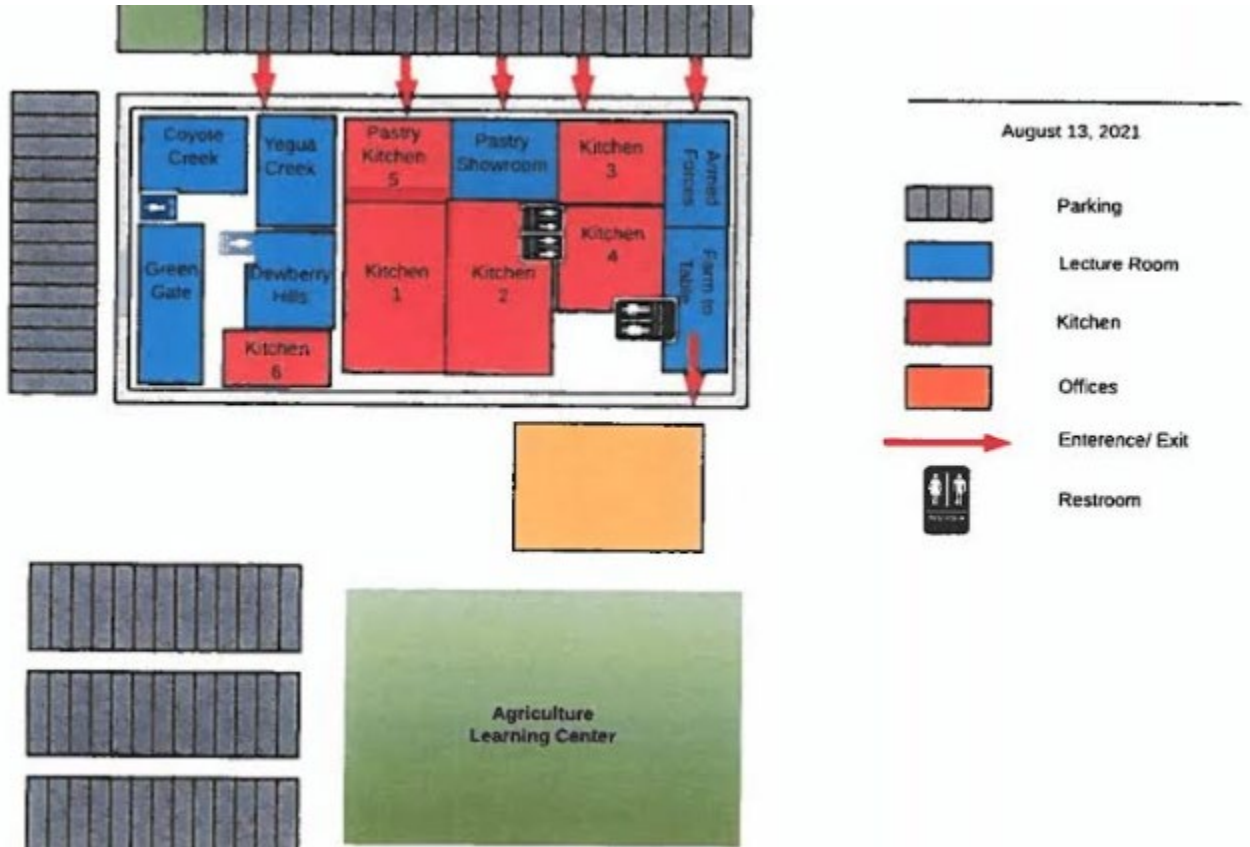 Coyote
Creek
Yegua
Creek
Pastry
Kitchen
5
Pastry
Showroom
Kitchen
3
Armed
Forces
Green
Gate
Dewberry
Hills
Kitchen
1
Kitchen
2
Kitchen
4
Farm to
Table
Kitchen
6
August 13, 2021
Parking
Lecture Room
Kitchen
Offices
Enterence/ Exit
Restroom
Agriculture
Learning Center